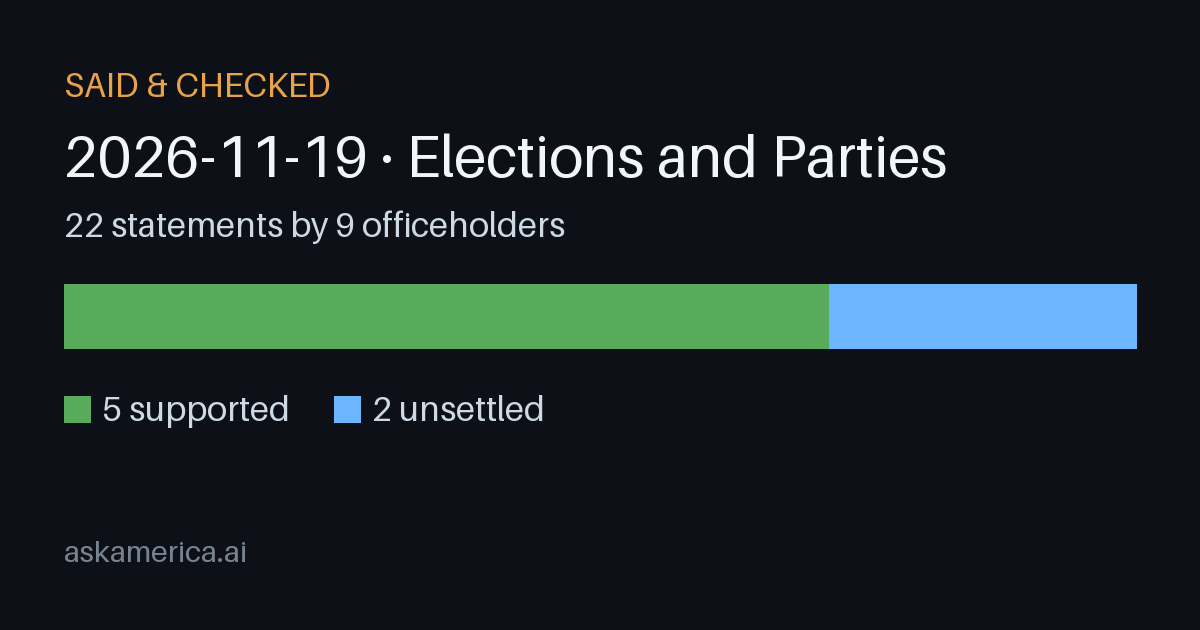 SAID & CHECKED
2026-11-19 · Elections and Parties
22 statements by 9 officeholders
5 supported 2 unsettled
askamerica.ai